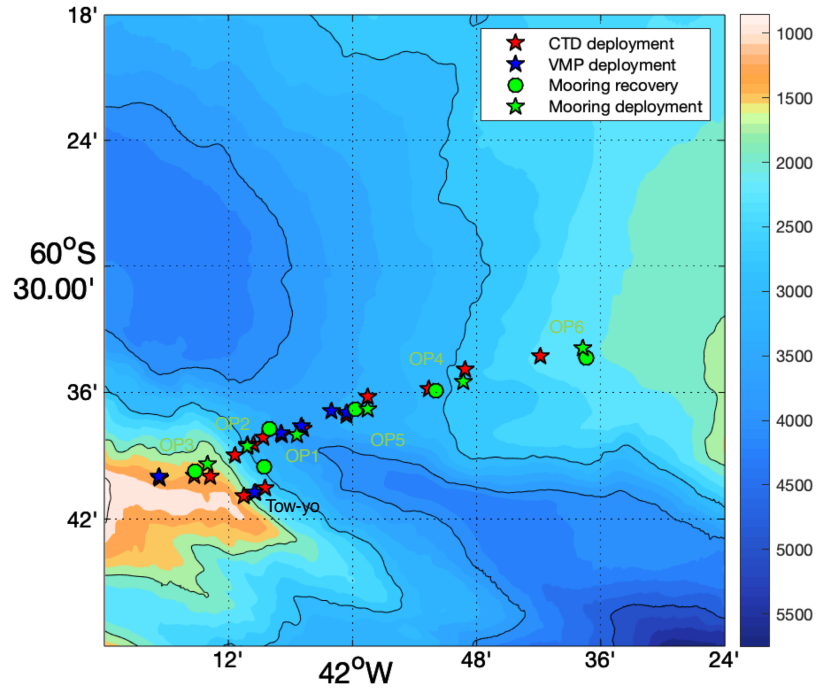 18'
24'
60°S
30.00'
36'
42'
12'
42°W
48'
36'
24'
CTD deployment
VMP deployment
Mooring recovery
Mooring deployment
OP6
OP4
OP5
OP2
OP1
OP3
Tow-yo
1000
1500
2000
2500
3000
3500
4000
4500
5000
5500